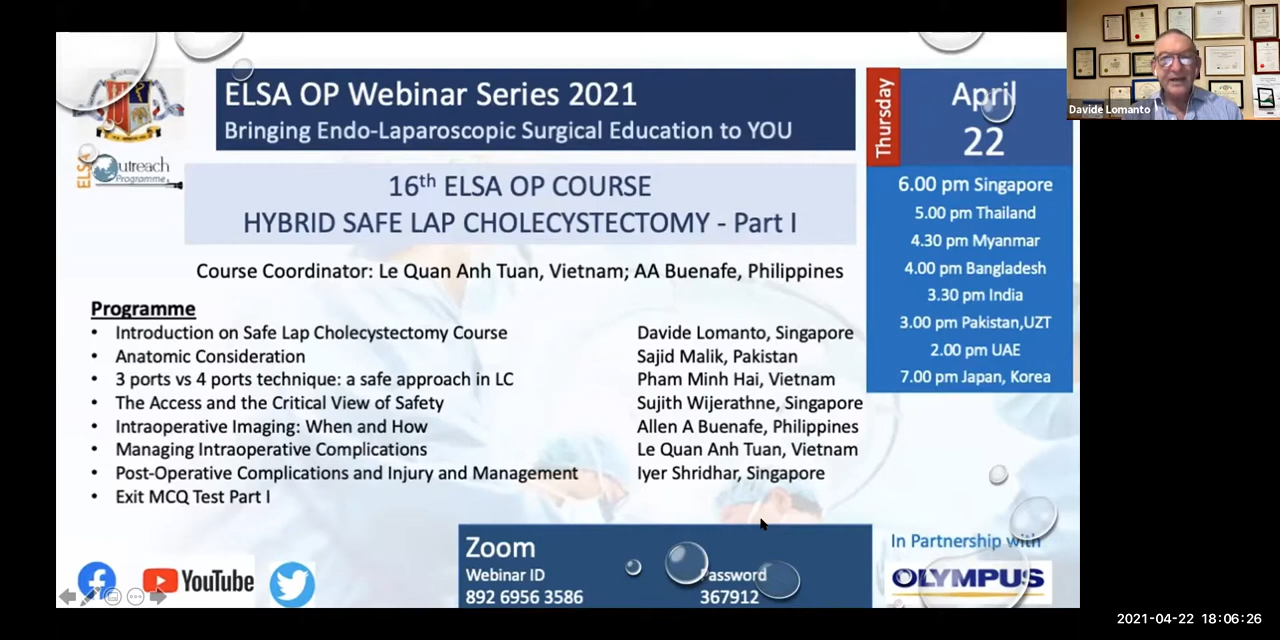 ELSA OP Webinar Series 2021
Bringing Endo-Laparoscopic Surgical Education to YOU
Thursday
April
22
ELSA
Outreach
Programme
16th ELSA OP COURSE
HYBRID SAFE LAP CHOLECYSTECTOMY - Part I
6.00 pm Singapore
5.00 pm Thailand
4.30 pm Myanmar
4.00 pm Bangladesh
3.30 pm India
3.00 pm Pakistan,UZT
2.00 pm UAE
7.00 pm Japan, Korea
Course Coordinator: Le Quan Anh Tuan, Vietnam; AA Buenafe, Philippines
Programme
• Introduction on Safe Lap Cholecystectomy Course Davide Lomanto, Singapore
• Anatomic Consideration Sajid Malik, Pakistan
• 3 ports vs 4 ports technique: a safe approach in LC Pham Minh Hai, Vietnam
• The Access and the Critical View of Safety Sujith Wijerathne, Singapore
• Intraoperative Imaging: When and How Allen A Buenafe, Philippines
• Managing Intraoperative Complications Le Quan Anh Tuan, Vietnam
• Post-Operative Complications and Injury and Management Iyer Shridhar, Singapore
• Exit MCQ Test Part I
YouTube
Zoom
Webinar ID Password
892 6956 3586 367912
In Partnership with
OLYMPUS
Davide Lomanto
2021-04-22 18:06:26